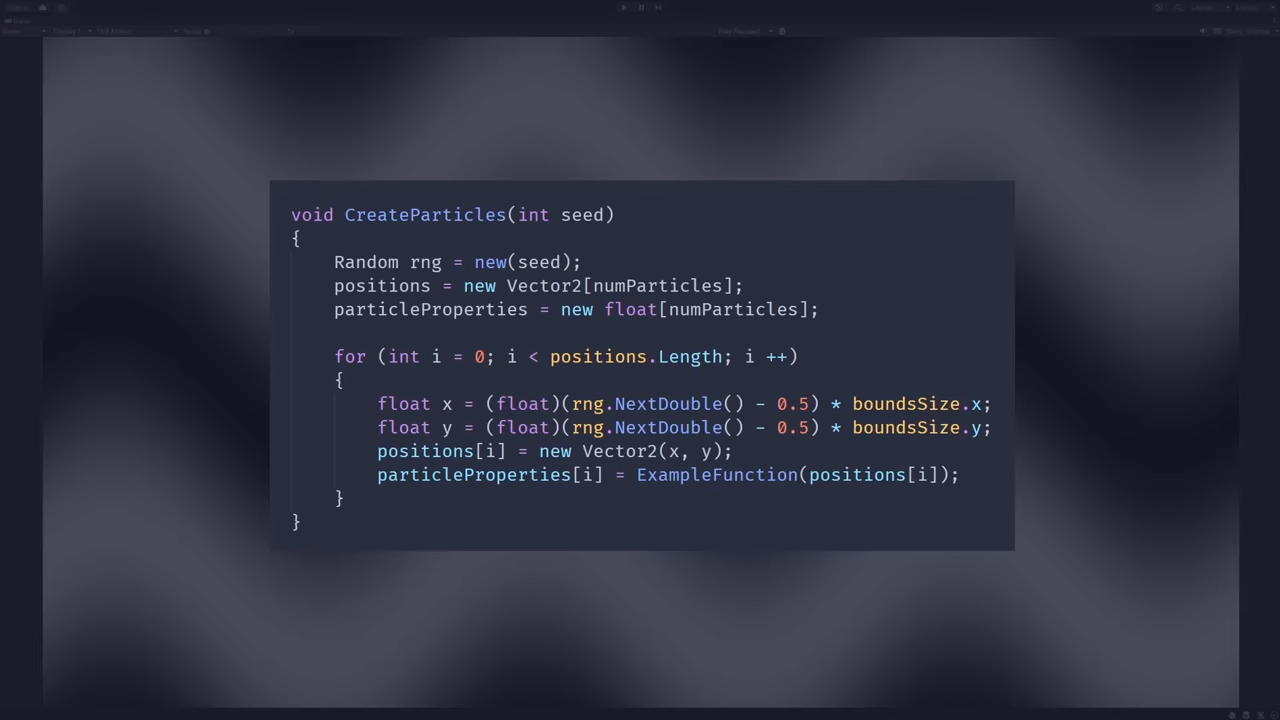 void CreateParticles(int seed)
{
Random rng = new(seed);
positions = new Vector2[numParticles];
particleProperties = new float[numParticles];
for (int i = 0; i < positions.Length; i ++)
{
float x = (float)(rng.NextDouble() - 0.5) * boundsSize.x;
float y = (float)(rng.NextDouble() - 0.5) * boundsSize.y;
positions[i] = new Vector2(x, y);
particleProperties[i] = ExampleFunction(positions[i]);
}
}